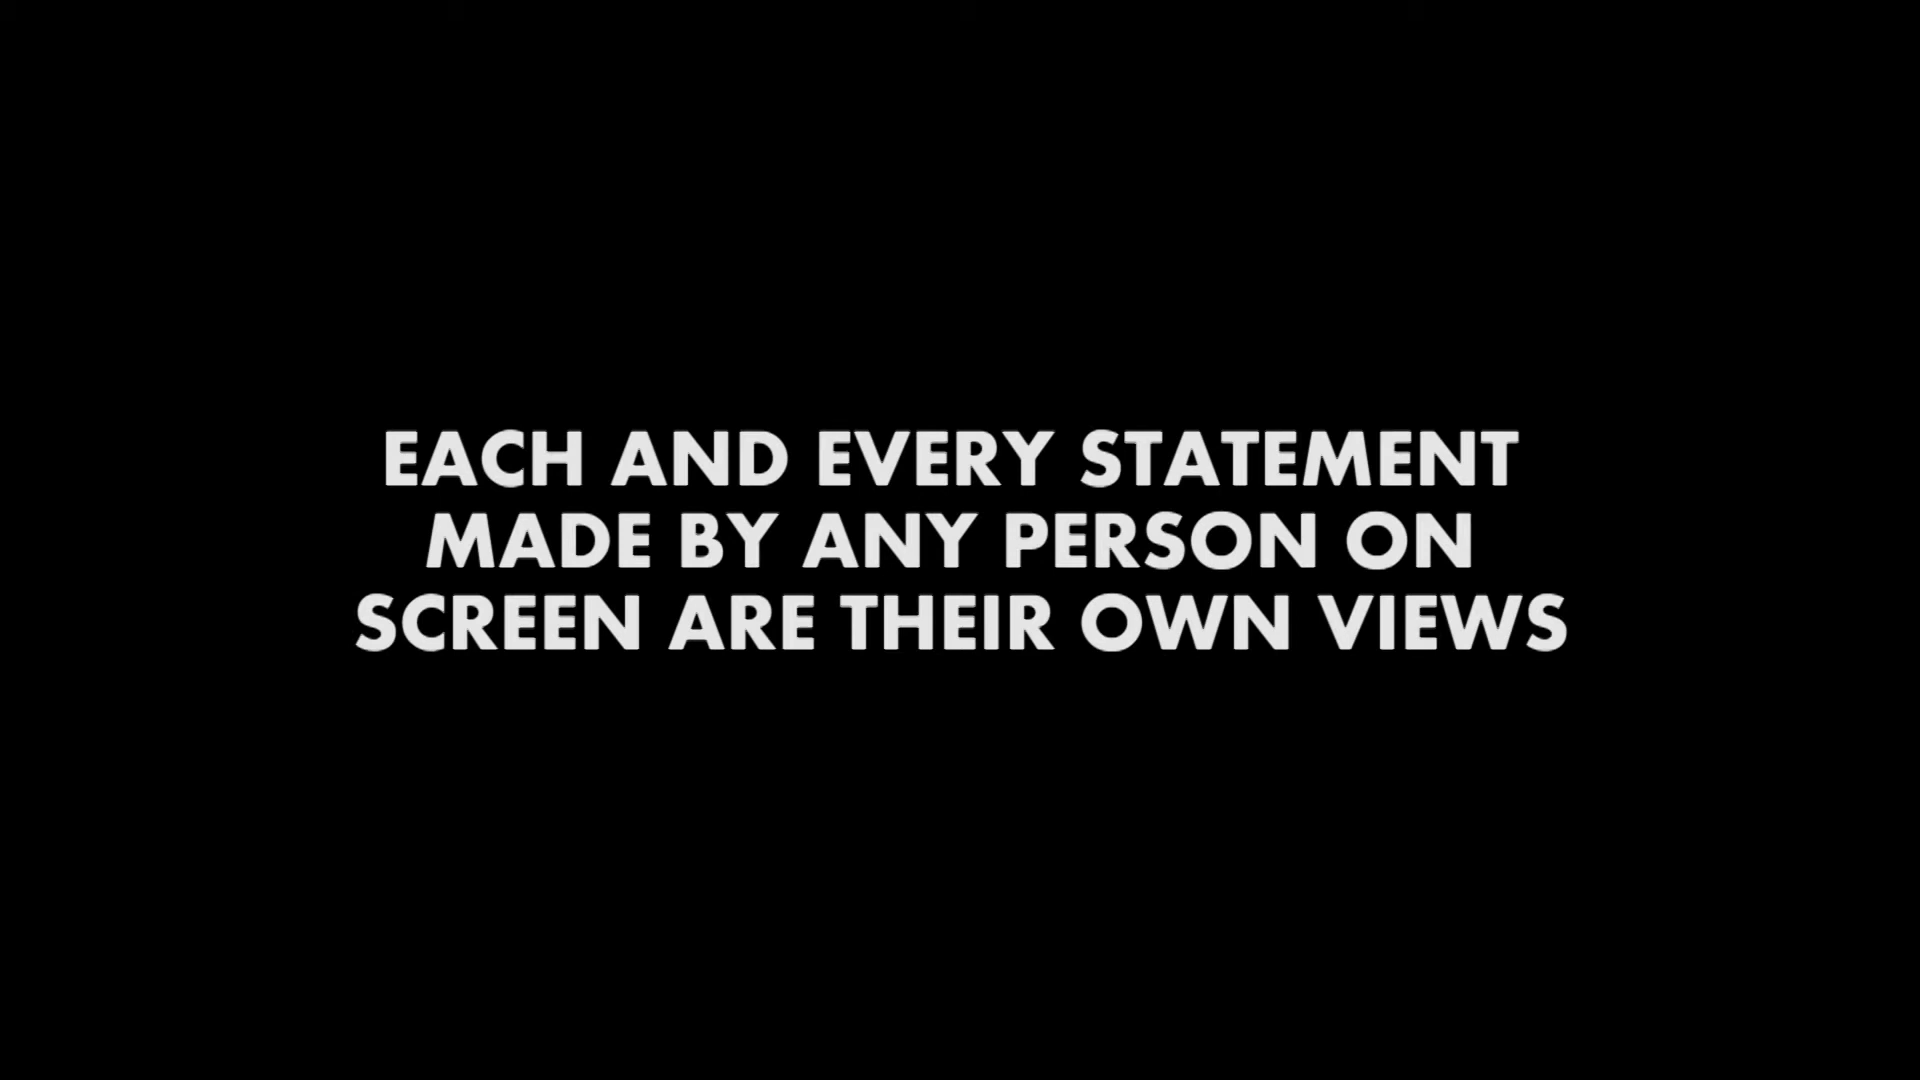 EACH AND EVERY STATEMENT
MADE BY ANY PERSON ON
SCREEN ARE THEIR OWN VIEWS